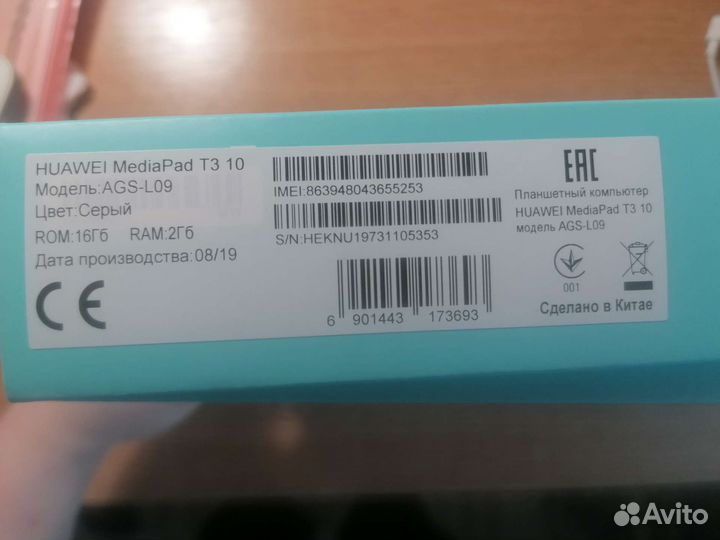 HUAWEI MediaPad T3 10
Модель:AGS-L09
Цвет:Серый
ROM:16Гб RAM:2Гб
Дата производства:08/19
CE
IMEI:863948043655253
S/N:HEKNU19731105353
6 901443 173693
EAC
Планшетный компьютер
HUAWEI MediaPad T3 10
модель AGS-L09
001
Сделано в Китае
Avito